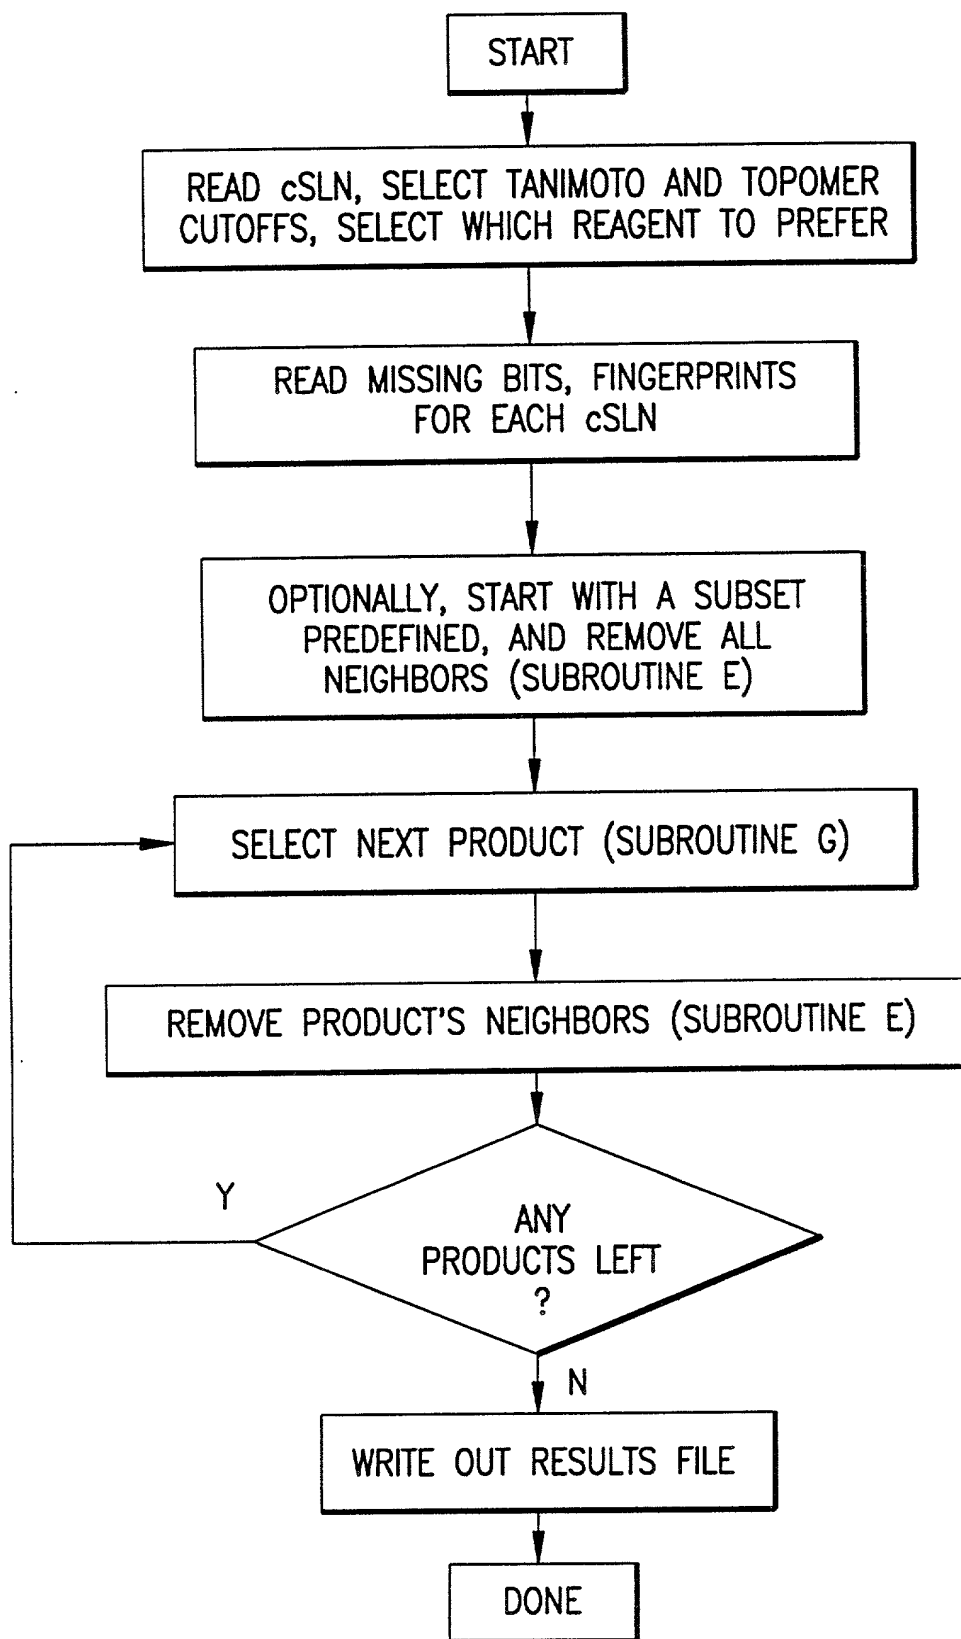 START
READ cSLN, SELECT TANIMOTO AND TOPOMER
CUTOFFS, SELECT WHICH REAGENT TO PREFER
READ MISSING BITS, FINGERPRINTS
FOR EACH cSLN
OPTIONALLY, START WITH A SUBSET
PREDEFINED, AND REMOVE ALL
NEIGHBORS (SUBROUTINE E)
SELECT NEXT PRODUCT (SUBROUTINE G)
REMOVE PRODUCT'S NEIGHBORS (SUBROUTINE E)
Y
ANY
PRODUCTS LEFT
?
N
WRITE OUT RESULTS FILE
DONE